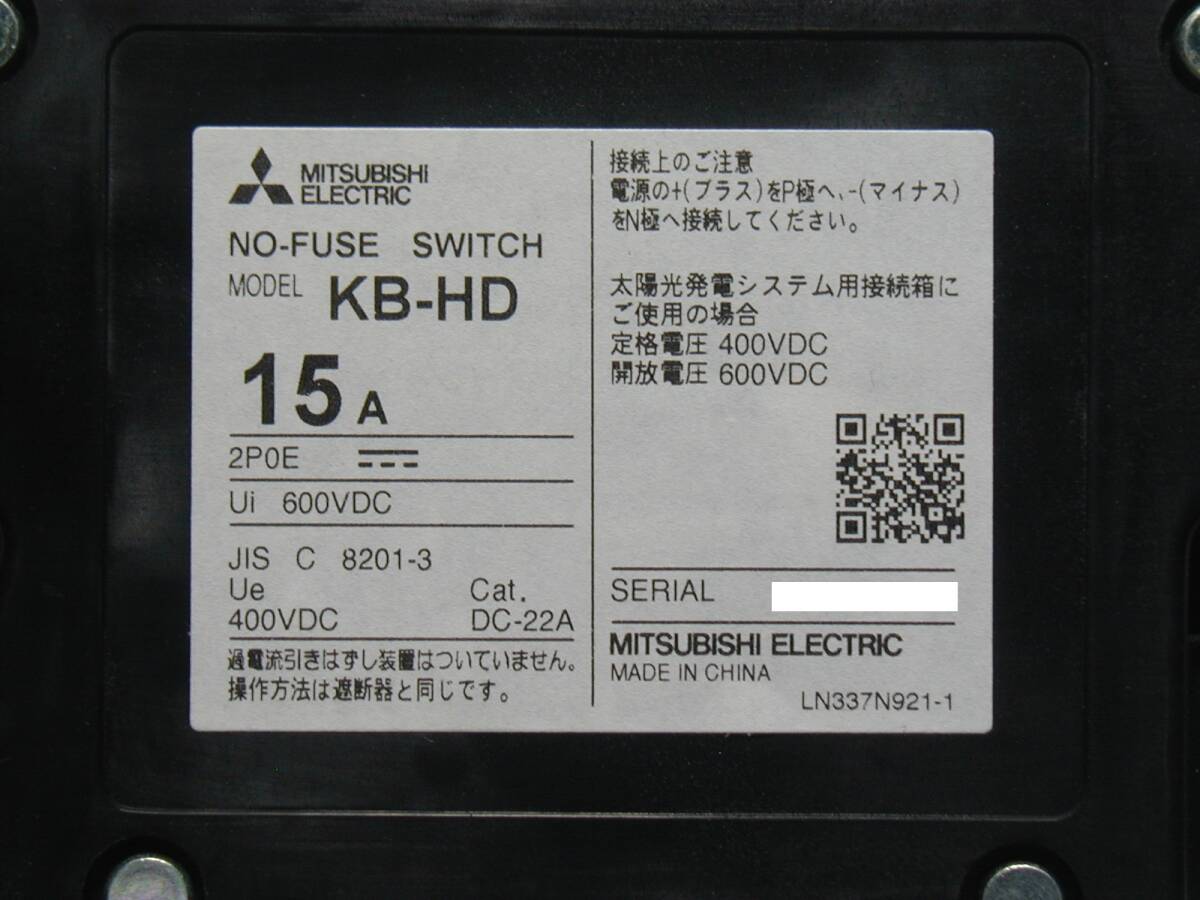 MITSUBISHI
ELECTRIC
NO-FUSE SWITCH
MODEL KB-HD
15A
2P0E
Ui 600VDC
JIS C 8201-3
Ue Cat.
400VDC DC-22A
過電流引きはずし装置はついていません。
操作方法は遮断器と同じです。
接続上のご注意
電源の+(プラス)をP極へ、-(マイナス)
をN極へ接続してください。
太陽光発電システム用接続箱に
ご使用の場合
定格電圧 400VDC
開放電圧 600VDC
SERIAL
MITSUBISHI ELECTRIC
MADE IN CHINA
LN337N921-1